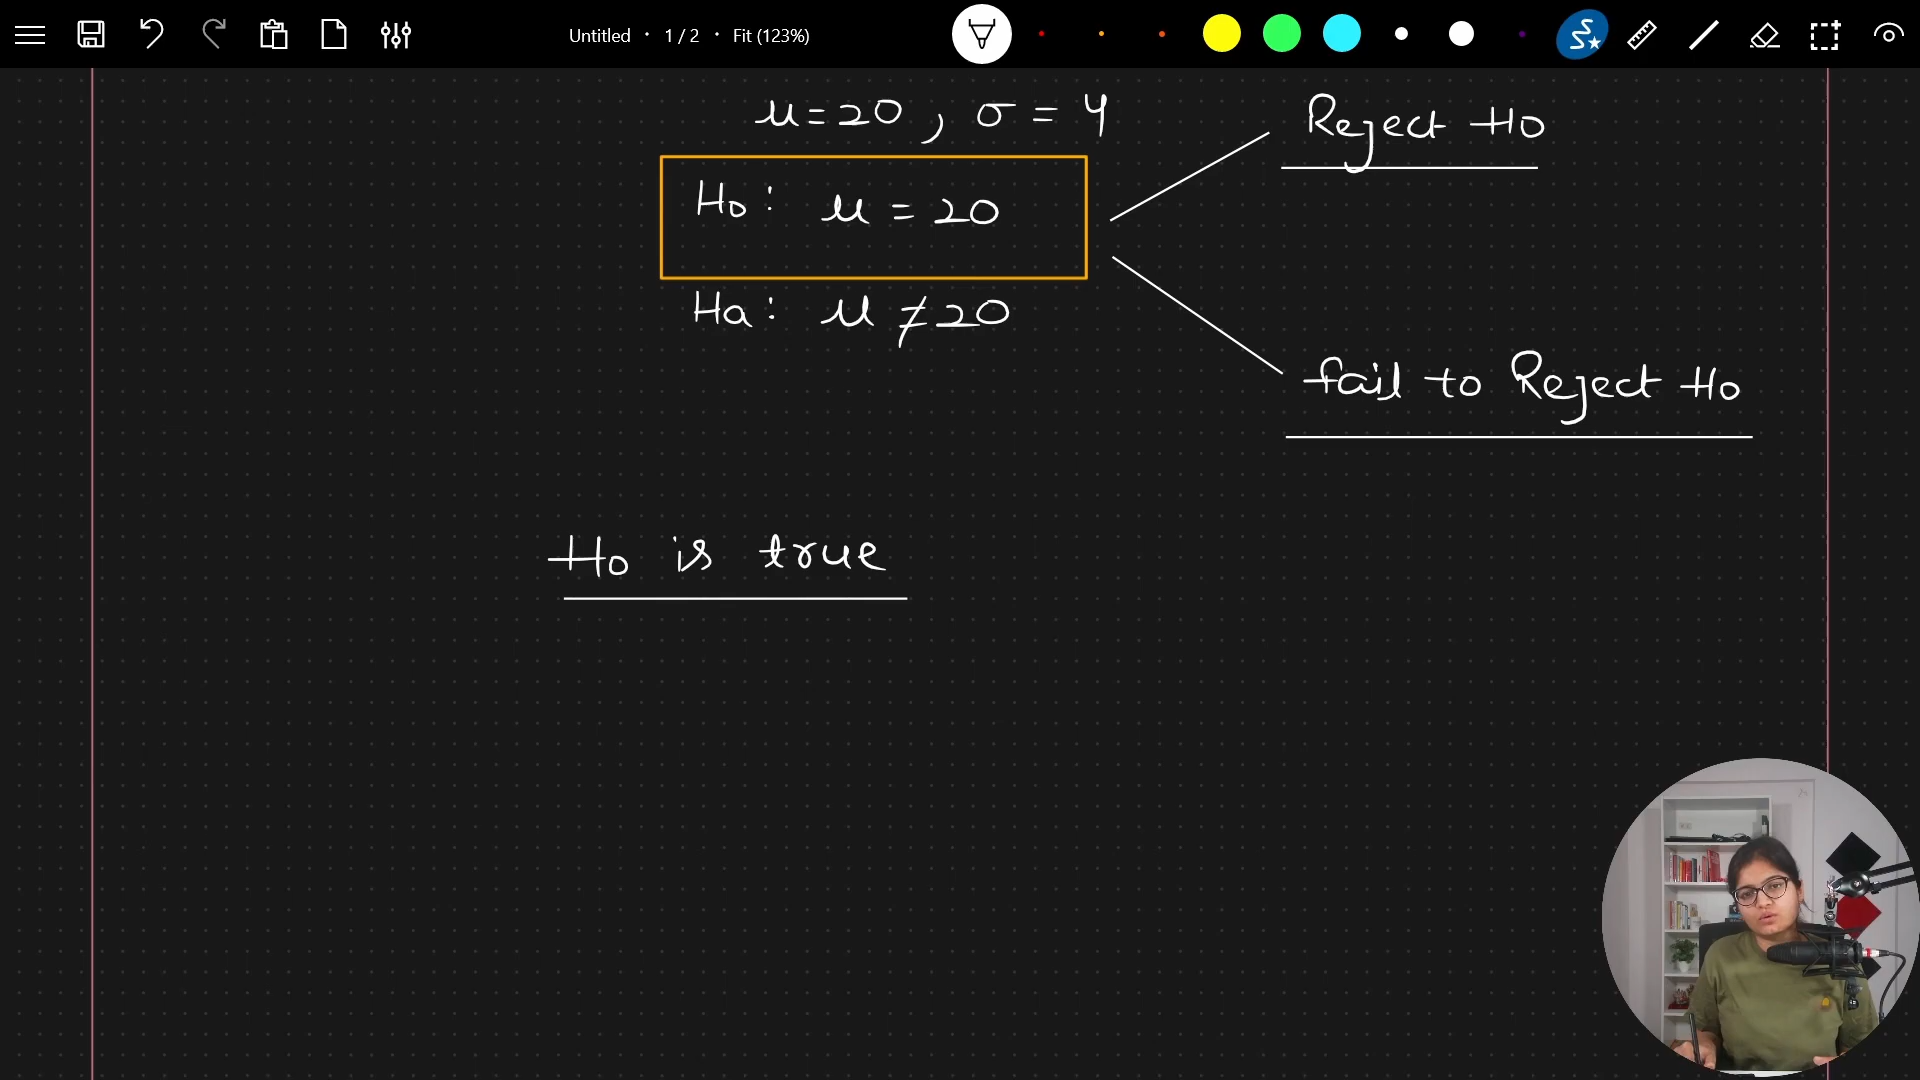 Untitled • 1 / 2 • Fit (123%)
μ = 20 , σ = 4
Reject Ho
Ho : μ = 20
Ha : μ ≠ 20
fail to Reject Ho
Ho is true